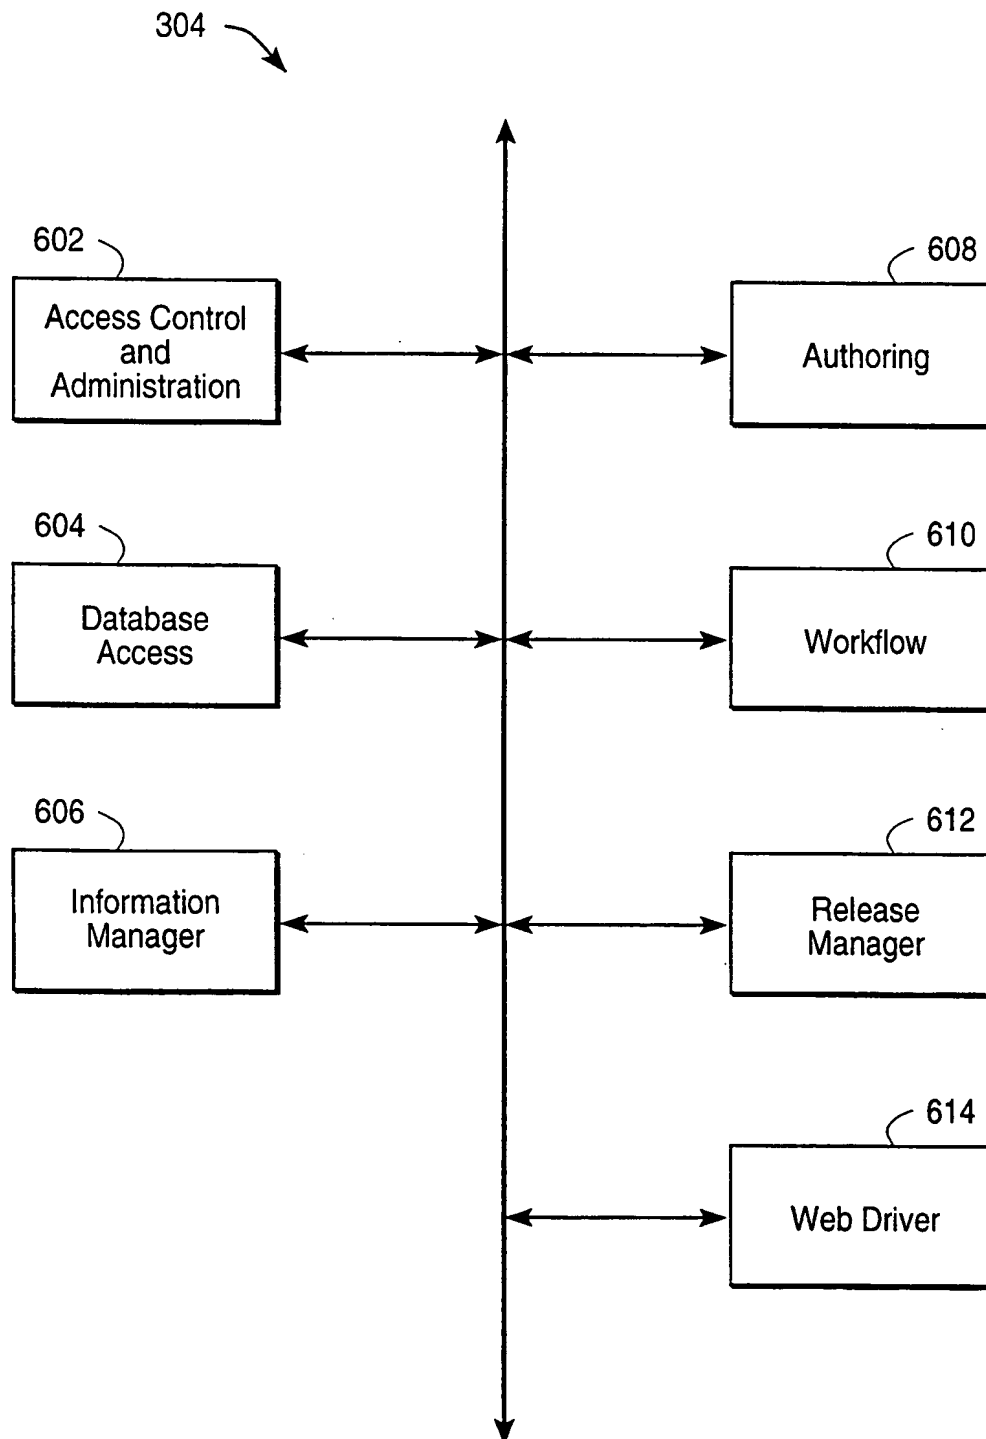 304
602
Access Control
and
Administration
608
Authoring
604
Database
Access
610
Workflow
606
Information
Manager
612
Release
Manager
614
Web Driver